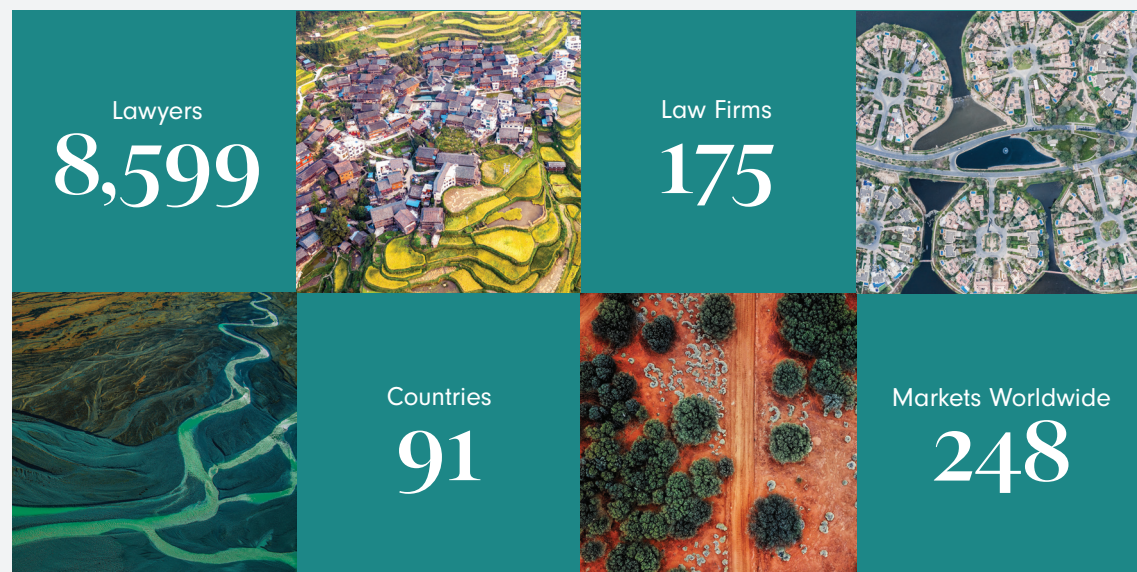 Lawyers
8,599
Law Firms
175
Countries
91
Markets Worldwide
248